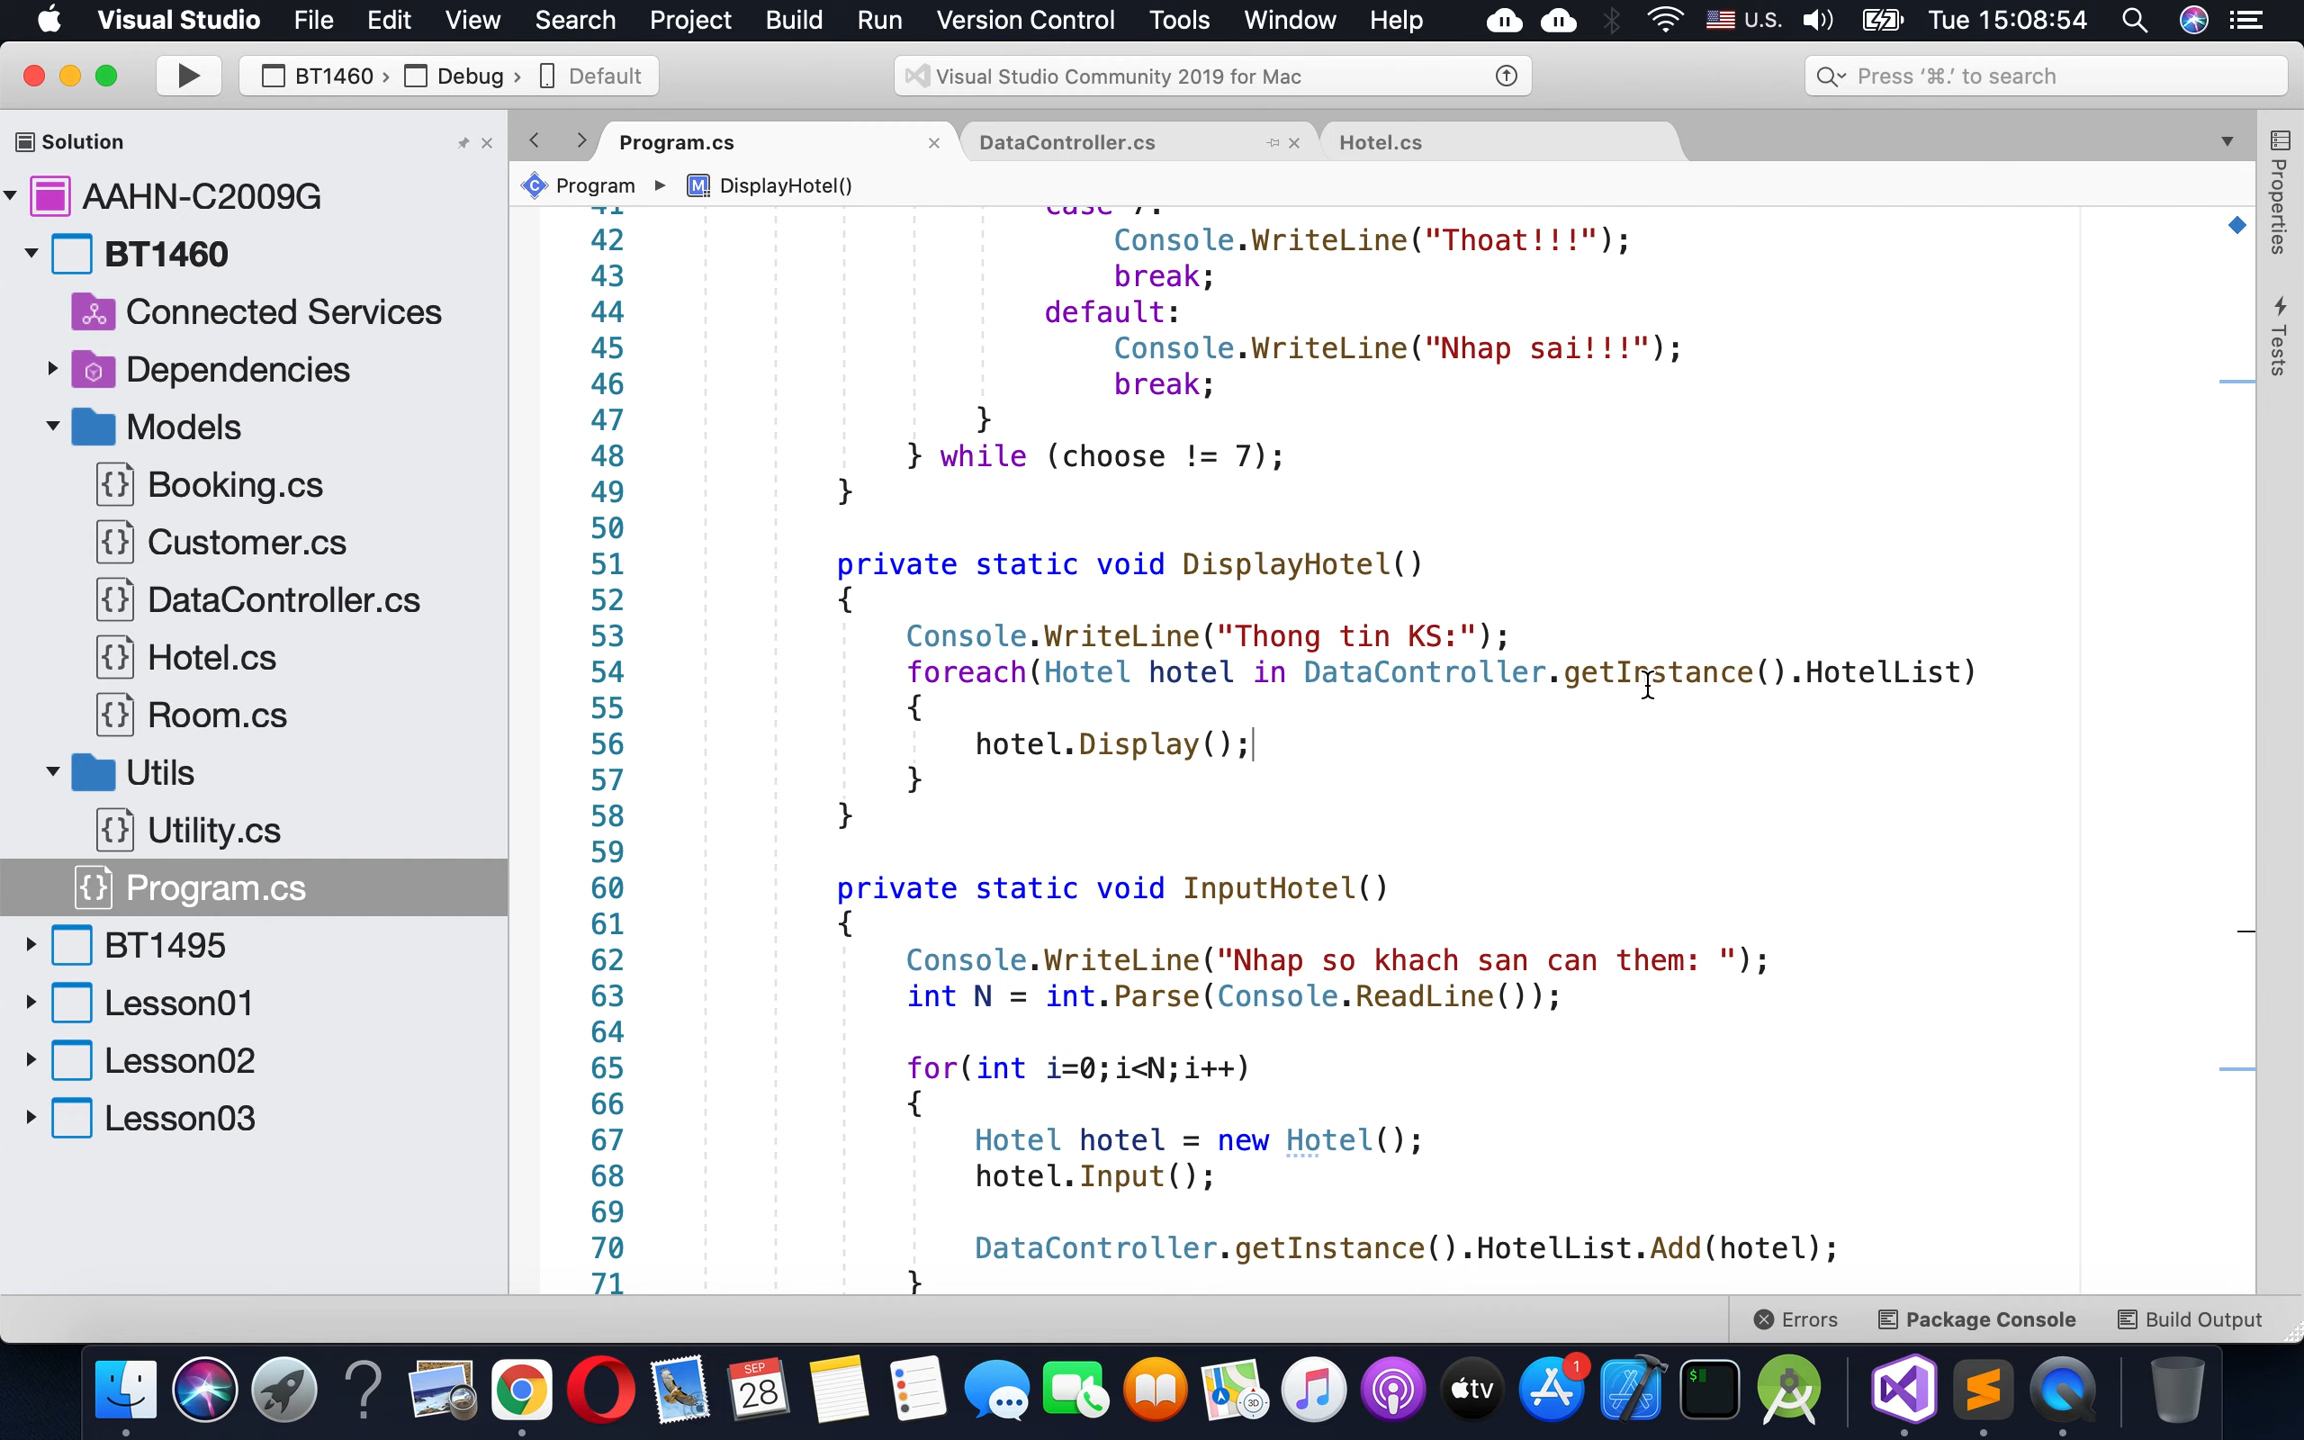 Visual Studio File Edit View Search Project Build Run Version Control Tools Window Help U.S. Tue 15:08:54
BT1460 › Debug › Default
Visual Studio Community 2019 for Mac
Press ‘⌘.’ to search
Solution
AAHN-C2009G
BT1460
Connected Services
Dependencies
Models
Booking.cs
Customer.cs
DataController.cs
Hotel.cs
Room.cs
Utils
Utility.cs
Program.cs
BT1495
Lesson01
Lesson02
Lesson03
Program.cs DataController.cs Hotel.cs
Program DisplayHotel()
41 case 7:
42 Console.WriteLine("Thoat!!!");
43 break;
44 default:
45 Console.WriteLine("Nhap sai!!!");
46 break;
47 }
48 } while (choose != 7);
49 }
50
51 private static void DisplayHotel()
52 {
53 Console.WriteLine("Thong tin KS:");
54 foreach(Hotel hotel in DataController.getInstance().HotelList)
55 {
56 hotel.Display();
57 }
58 }
59
60 private static void InputHotel()
61 {
62 Console.WriteLine("Nhap so khach san can them: ");
63 int N = int.Parse(Console.ReadLine());
64
65 for(int i=0;i<N;i++)
66 {
67 Hotel hotel = new Hotel();
68 hotel.Input();
69
70 DataController.getInstance().HotelList.Add(hotel);
71 }
Properties
Tests
Errors Package Console Build Output
SEP
28
3D
tv
1
$